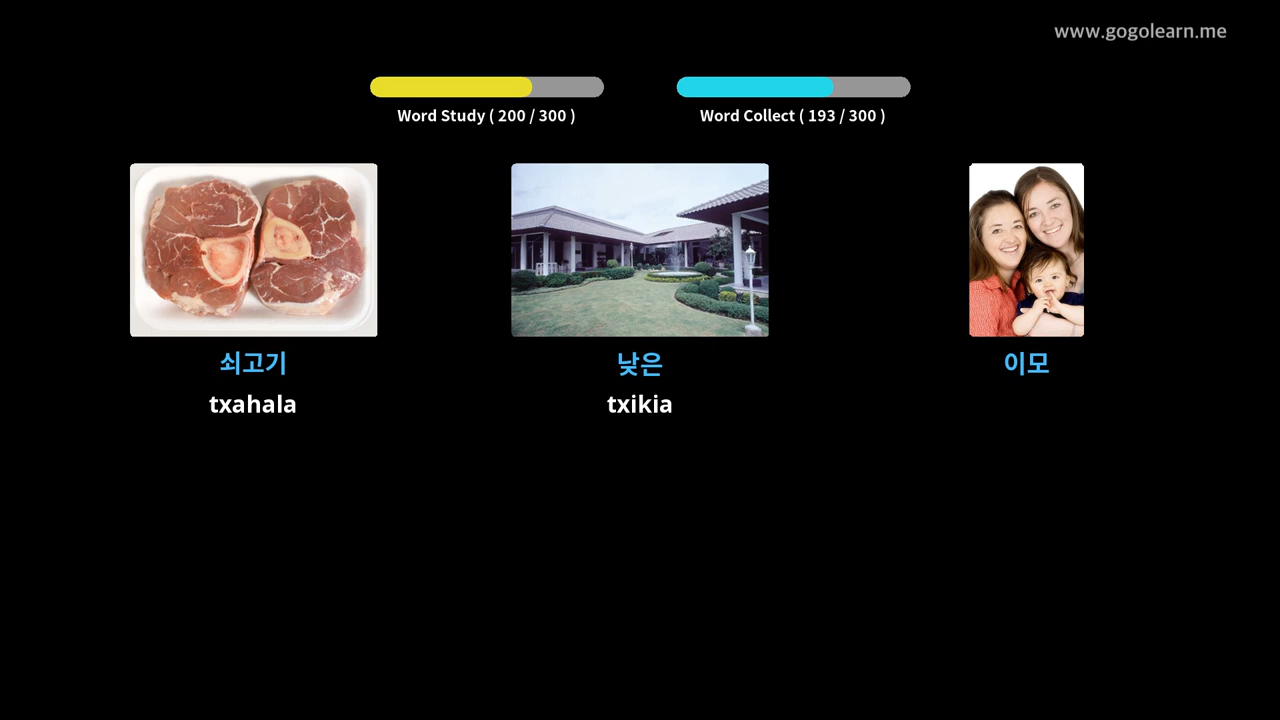 www.gogolearn.me
Word Study ( 200 / 300 )
Word Collect ( 193 / 300 )
쇠고기
낮은
이모
txahala
txikia